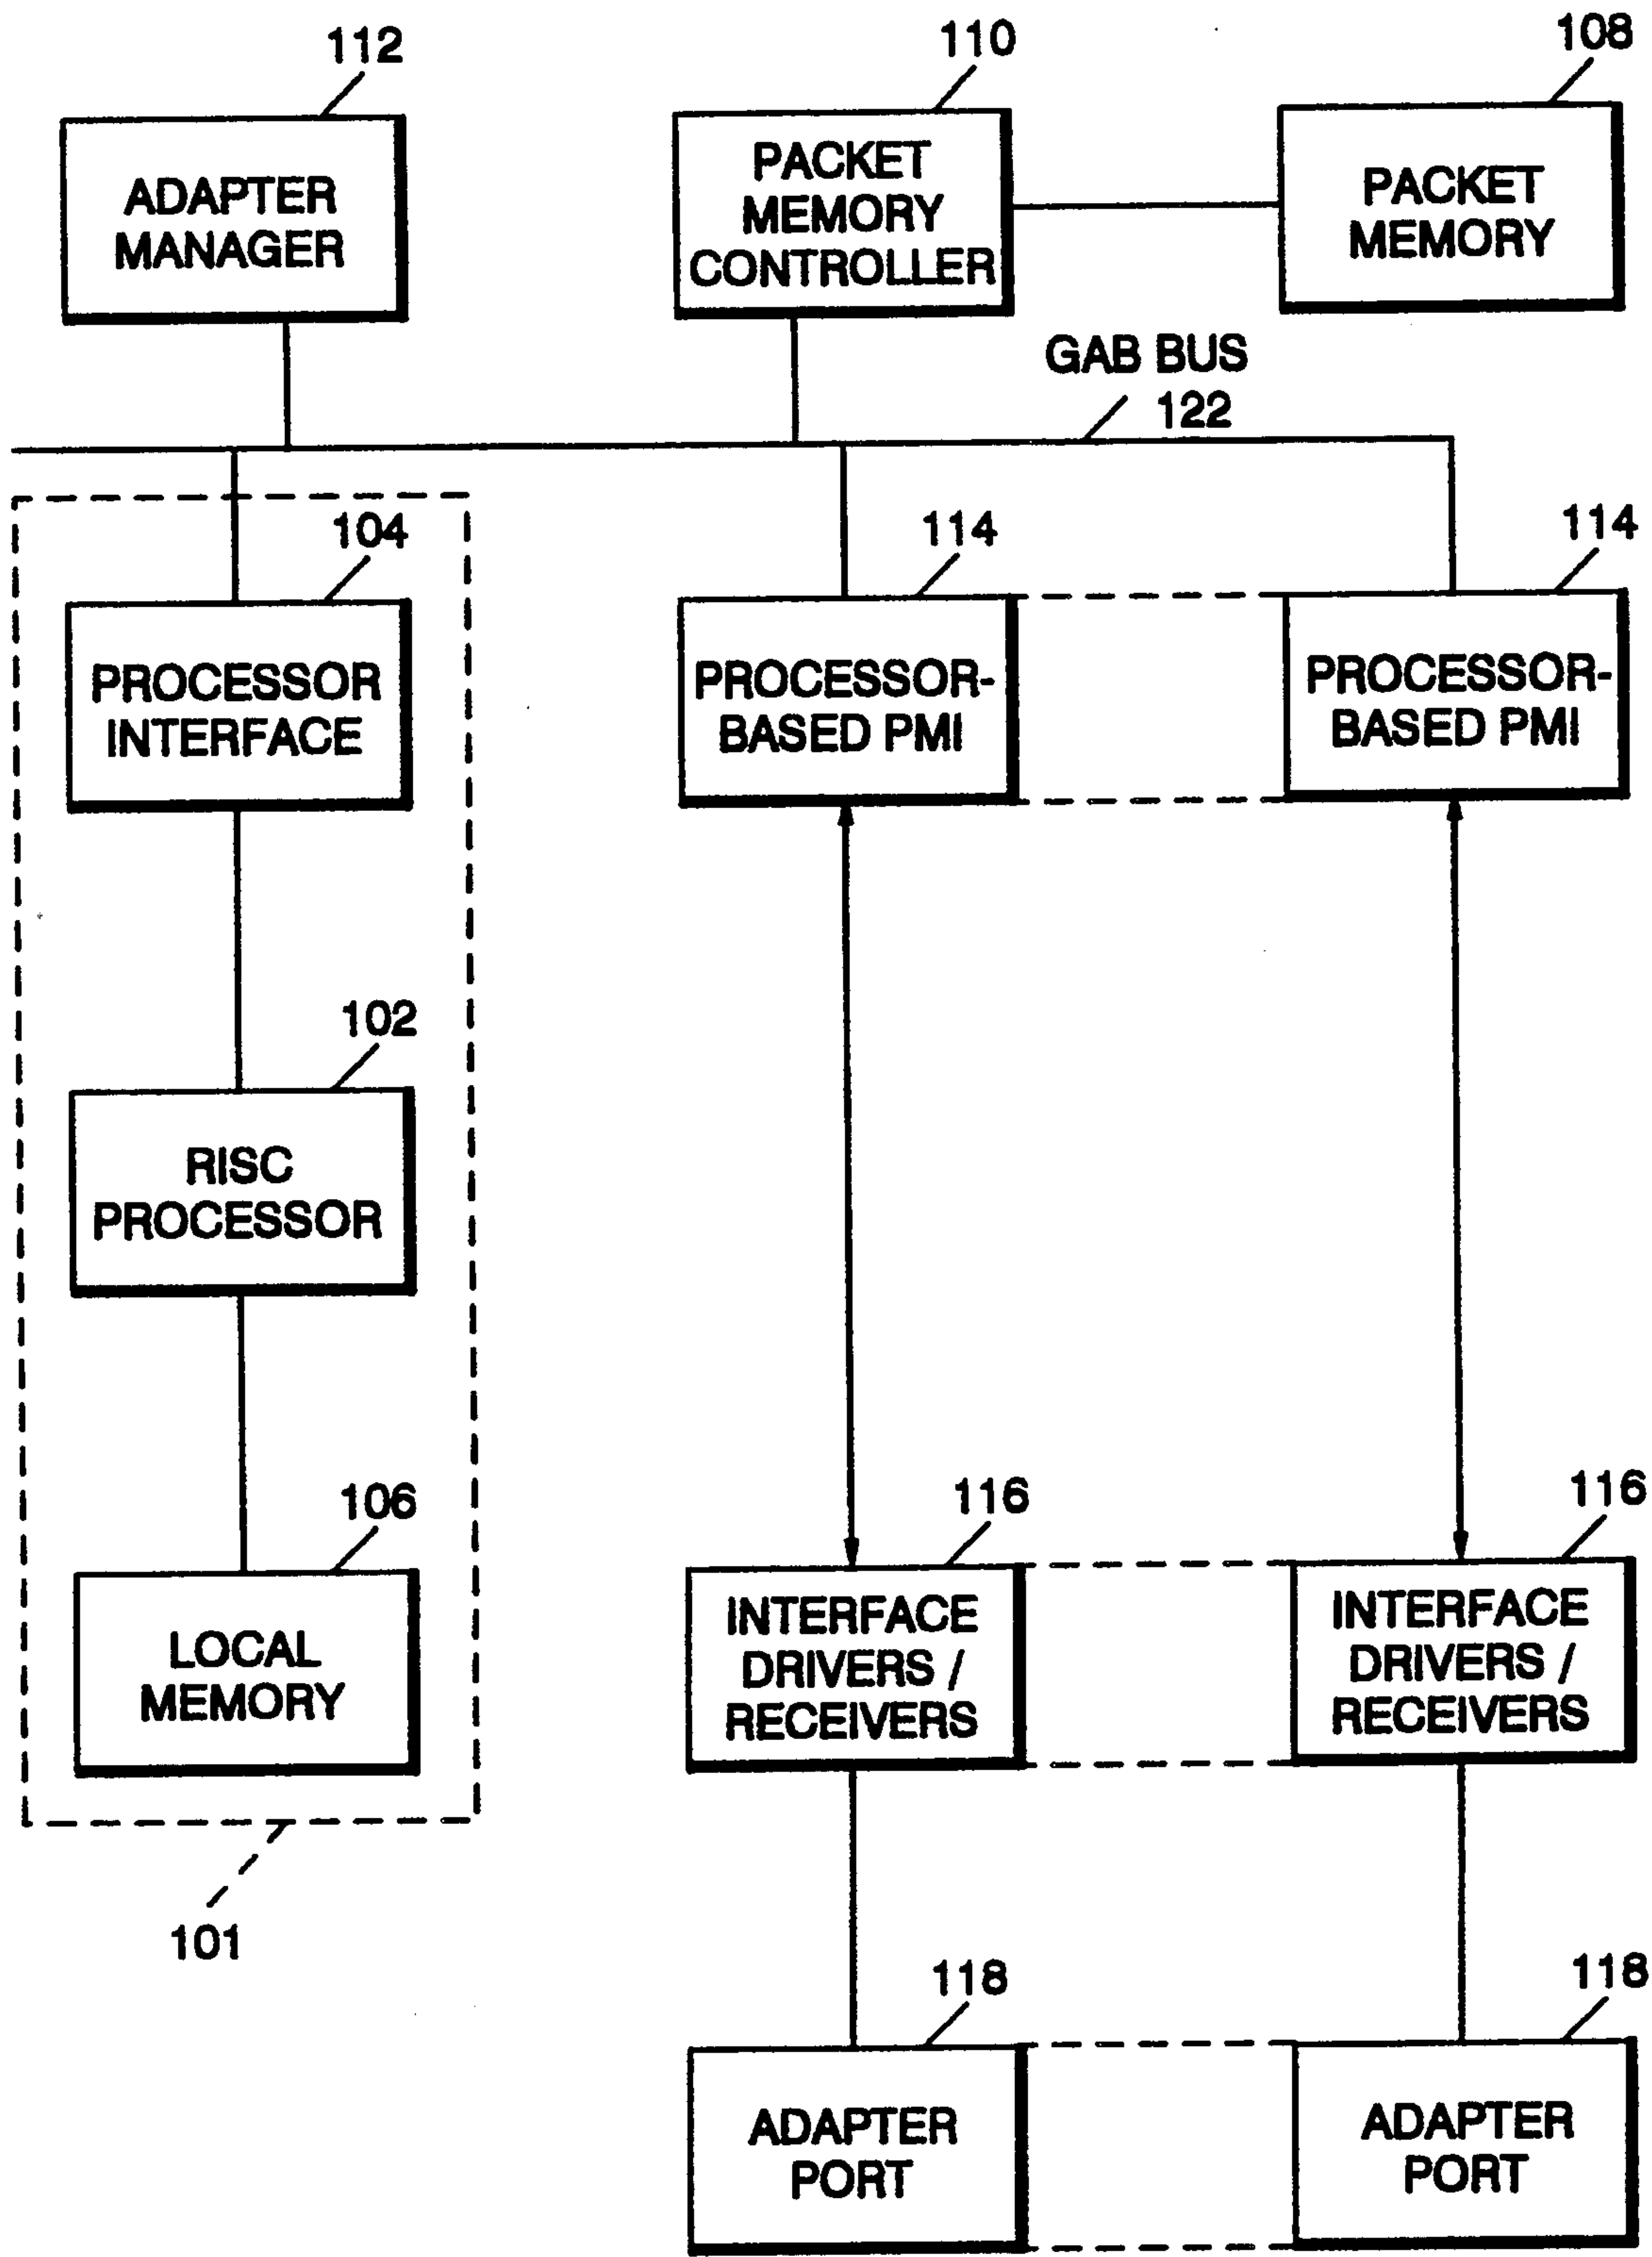 112
110
108
ADAPTER
MANAGER
PACKET
MEMORY
CONTROLLER
PACKET
MEMORY
GAB BUS
122
104
114
114
PROCESSOR
INTERFACE
PROCESSOR-
BASED PMI
PROCESSOR-
BASED PMI
102
RISC
PROCESSOR
106
116
116
LOCAL
MEMORY
INTERFACE
DRIVERS /
RECEIVERS
INTERFACE
DRIVERS /
RECEIVERS
101
118
118
ADAPTER
PORT
ADAPTER
PORT